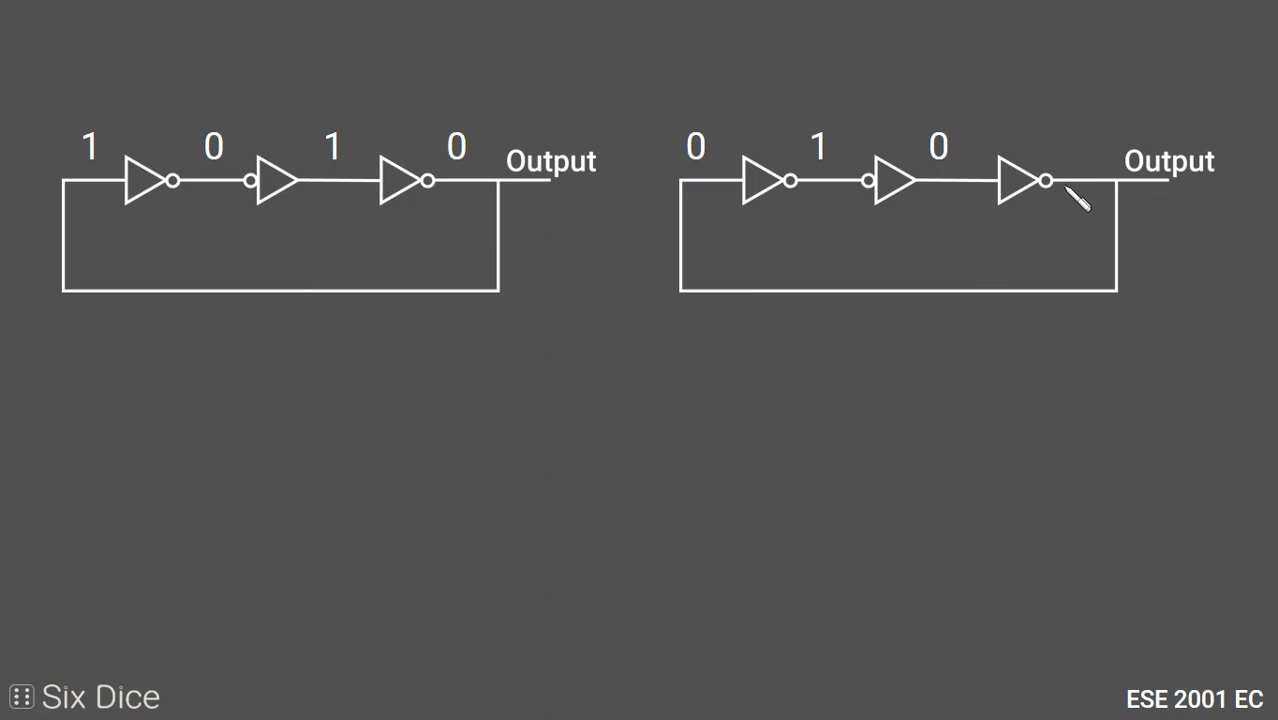 1 0 1 0 Output
0 1 0 Output
Six Dice
ESE 2001 EC